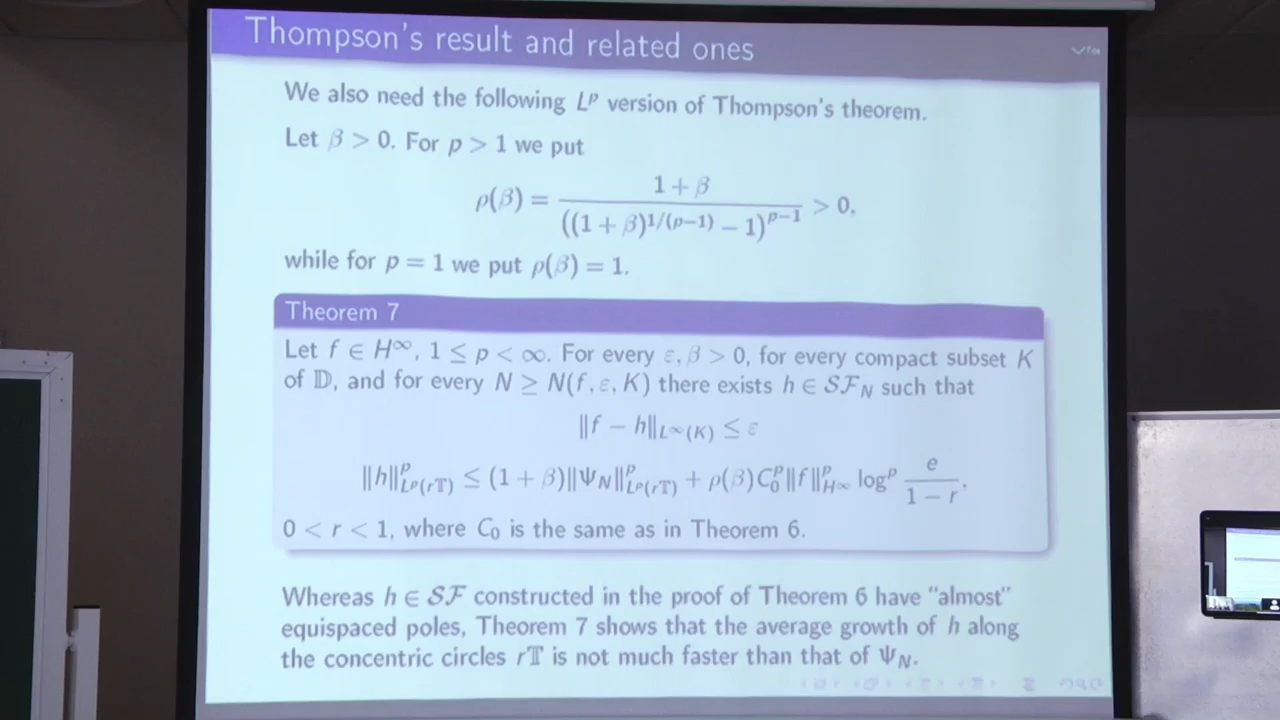 Thompson's result and related ones
We also need the following Lᵖ version of Thompson's theorem.
Let β > 0. For p > 1 we put
ρ(β) = (1 + β) / ((1 + β)^{1/(p−1)} − 1)^{p−1} > 0,
while for p = 1 we put ρ(β) = 1.
Theorem 7
Let f ∈ H^∞, 1 ≤ p < ∞. For every ε, β > 0, for every compact subset K
of 𝔻, and for every N ≥ N(f, ε, K) there exists h ∈ 𝒮ℱ_N such that
‖f − h‖_{L^∞(K)} ≤ ε
‖h‖^p_{L^p(r𝕋)} ≤ (1 + β)‖Ψ_N‖^p_{L^p(r𝕋)} + ρ(β)C_0^p‖f‖^p_{H^∞} log^p e/(1 − r),
0 < r < 1, where C₀ is the same as in Theorem 6.
Whereas h ∈ 𝒮ℱ constructed in the proof of Theorem 6 have "almost"
equispaced poles, Theorem 7 shows that the average growth of h along
the concentric circles r𝕋 is not much faster than that of Ψ_N.